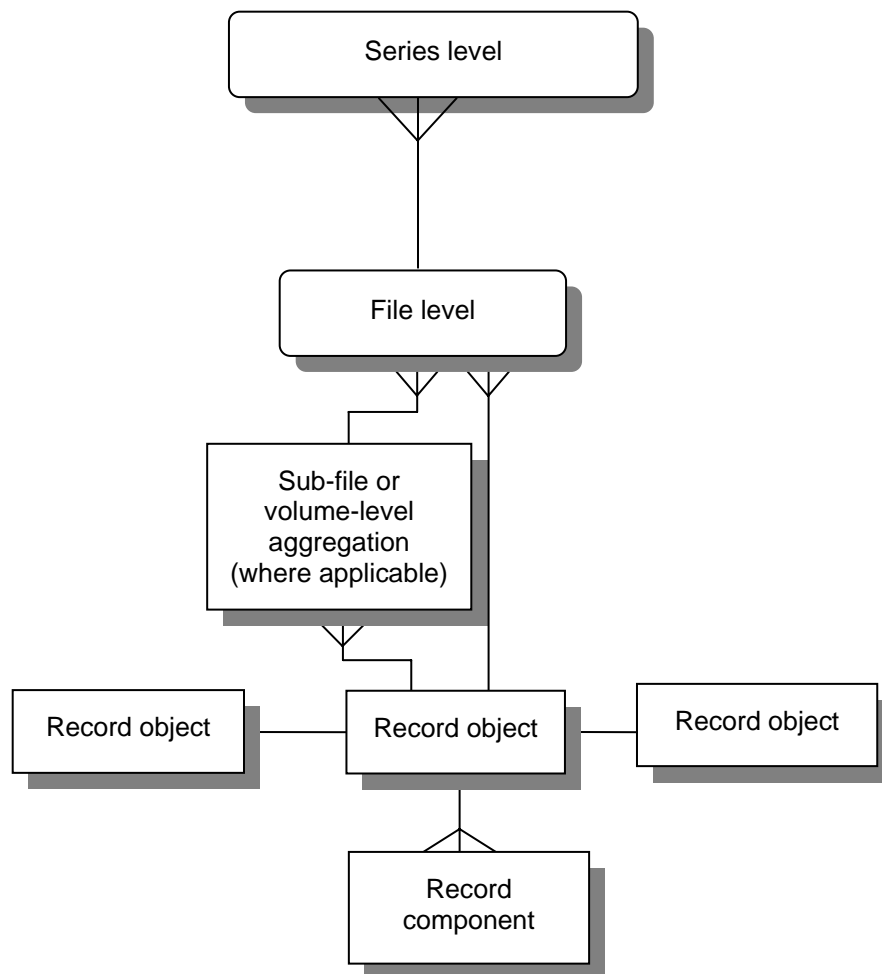 Series level
File level
Sub-file or
volume-level
aggregation
(where applicable)
Record object
Record object
Record object
Record
component